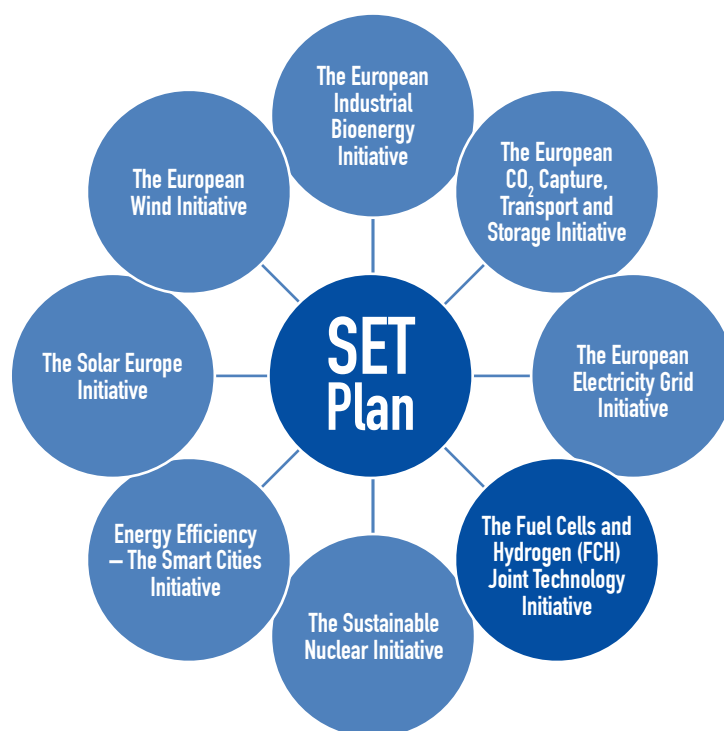 The European
Industrial
Bioenergy
Initiative
The European
CO₂ Capture,
Transport and
Storage Initiative
The European
Electricity Grid
Initiative
The Fuel Cells and
Hydrogen (FCH)
Joint Technology
Initiative
The Sustainable
Nuclear Initiative
Energy Efficiency
– The Smart Cities
Initiative
The Solar Europe
Initiative
The European
Wind Initiative
SET
Plan